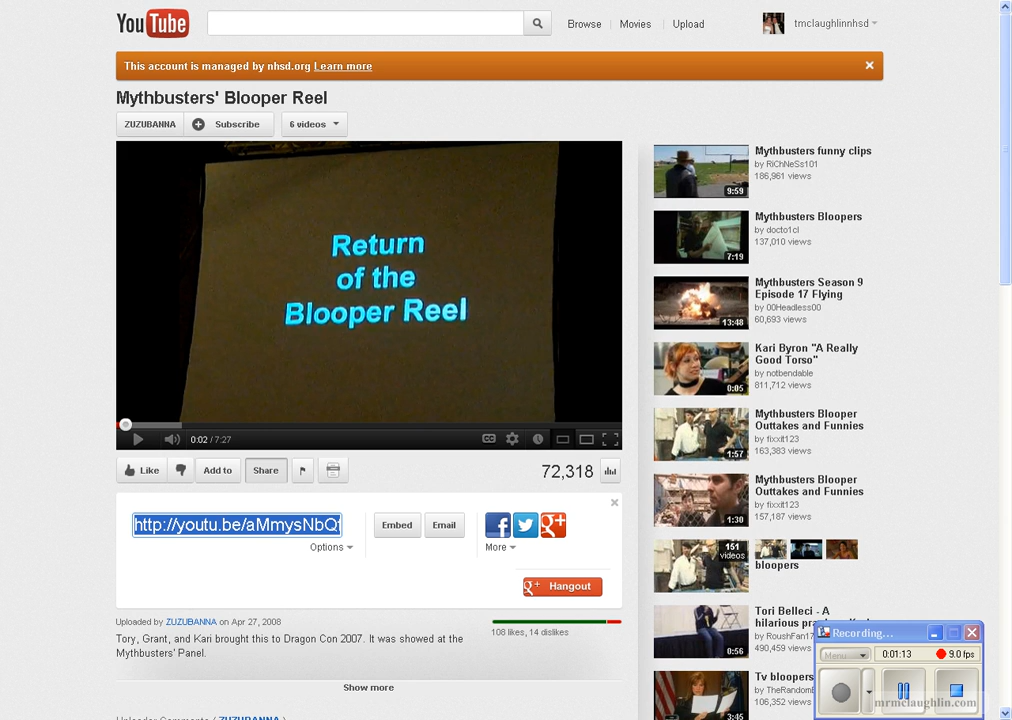 YouTube
Browse
Movies
Upload
tmclaughlinnhsd
This account is managed by nhsd.org Learn more
Mythbusters' Blooper Reel
ZUZUBANNA
Subscribe
6 videos
Return
of the
Blooper Reel
0:02 / 7:27
CC
Like
Add to
Share
72,318
http://youtu.be/aMmysNbQ
Options
Embed
Email
More
Hangout
Uploaded by ZUZUBANNA on Apr 27, 2008
108 likes, 14 dislikes
Tory, Grant, and Kari brought this to Dragon Con 2007. It was showed at the
Mythbusters' Panel.
Show more
Uploader Comments (ZUZUBANNA)
9:59
Mythbusters funny clips
by RiChNeSs101
186,961 views
7:19
Mythbusters Bloopers
by docto1cl
137,010 views
13:48
Mythbusters Season 9
Episode 17 Flying
by 00Headless00
60,693 views
0:05
Kari Byron "A Really
Good Torso"
by notbendable
811,712 views
1:57
Mythbusters Blooper
Outtakes and Funnies
by fixxit123
163,383 views
1:30
Mythbusters Blooper
Outtakes and Funnies
by fixxit123
157,187 views
151
videos
bloopers
0:56
Tori Belleci - A
hilarious
by RoushFan17
490,459 views
3:45
Tv bloopers
by TheRandom
106,352 views
Recording...
Menu
0:01:13
9.0 fps
mrmclaughlin.com